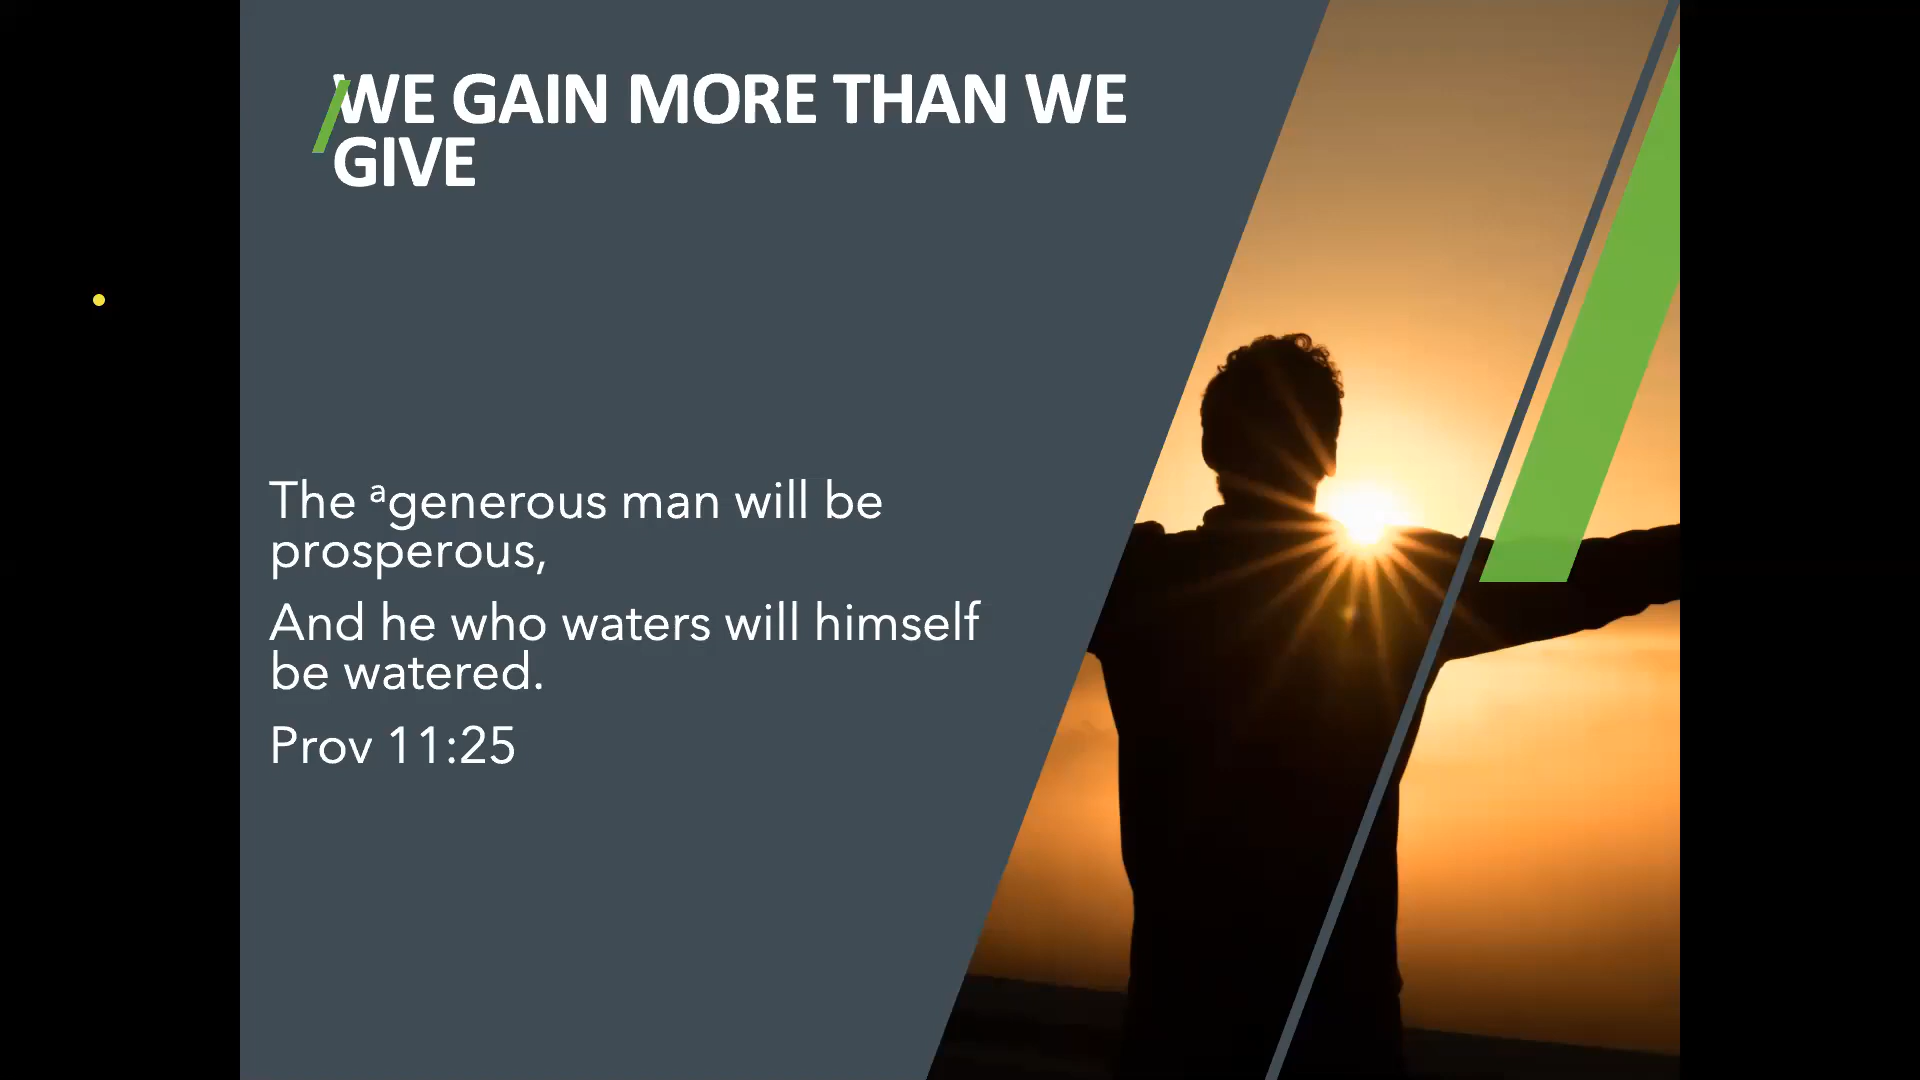 WE GAIN MORE THAN WE
GIVE
The ᵃgenerous man will be
prosperous,
And he who waters will himself
be watered.
Prov 11:25